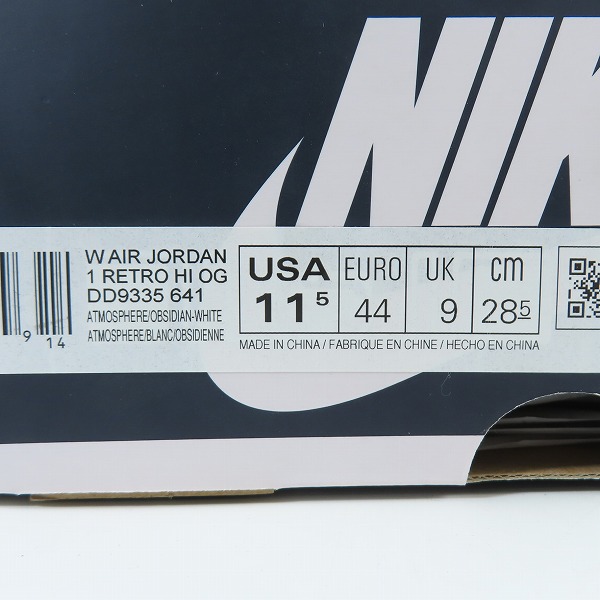 NIK
W AIR JORDAN
1 RETRO HI OG
DD9335 641
ATMOSPHERE/OBSIDIAN-WHITE
ATMOSPHERE/BLANC/OBSIDIENNE
USA EURO UK cm
11⁵ 44 9 28⁵
MADE IN CHINA / FABRIQUE EN CHINE / HECHO EN CHINA
9 14